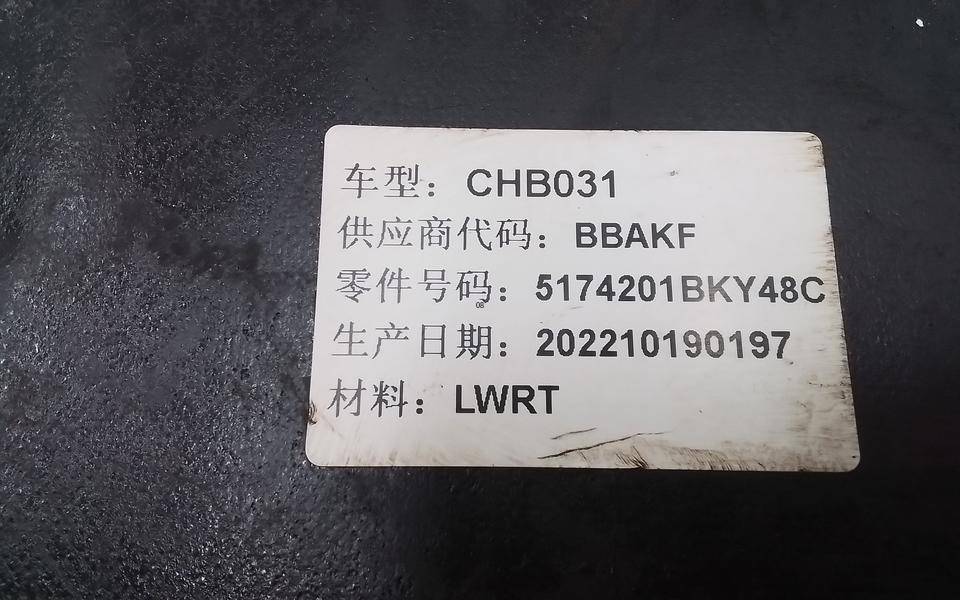 车型：CHB031
供应商代码：BBAKF
零件号码：5174201BKY48C
生产日期：202210190197
材料：LWRT